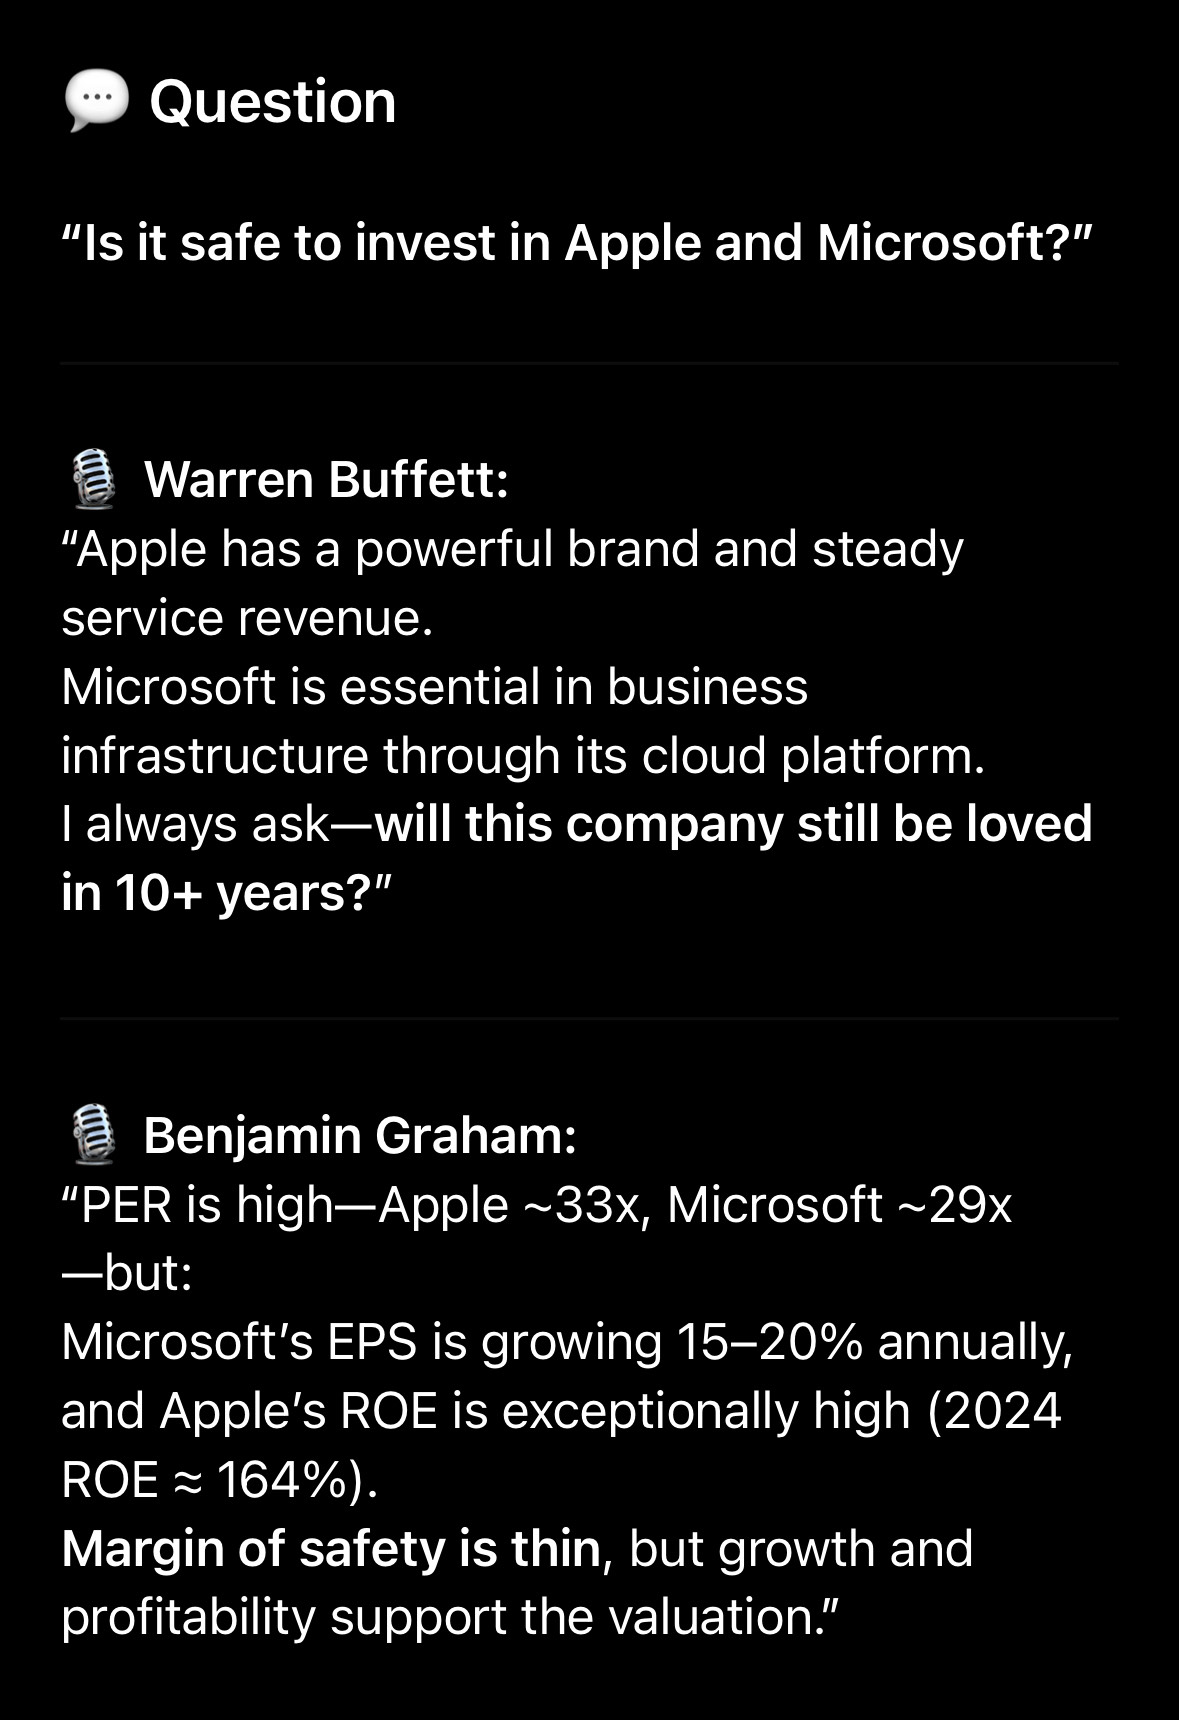 💬 Question
“Is it safe to invest in Apple and Microsoft?”
🎙️ Warren Buffett:
“Apple has a powerful brand and steady
service revenue.
Microsoft is essential in business
infrastructure through its cloud platform.
I always ask—will this company still be loved
in 10+ years?”
🎙️ Benjamin Graham:
“PER is high—Apple ~33x, Microsoft ~29x
—but:
Microsoft’s EPS is growing 15–20% annually,
and Apple’s ROE is exceptionally high (2024
ROE ≈ 164%).
Margin of safety is thin, but growth and
profitability support the valuation.”